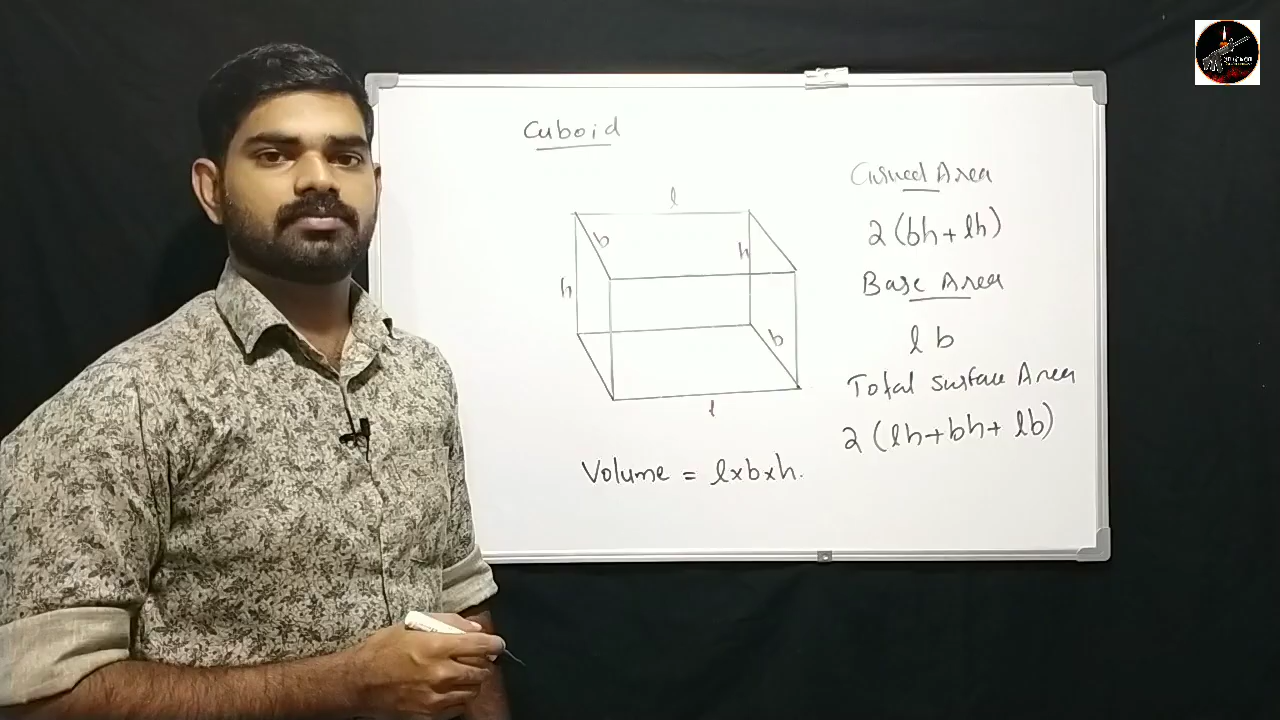 Cuboid
l
b
h
h
b
l
Volume = l×b×h.
Curved Area
2(bh+lh)
Base Area
l b
Total Surface Area
2(lh+bh+lb)